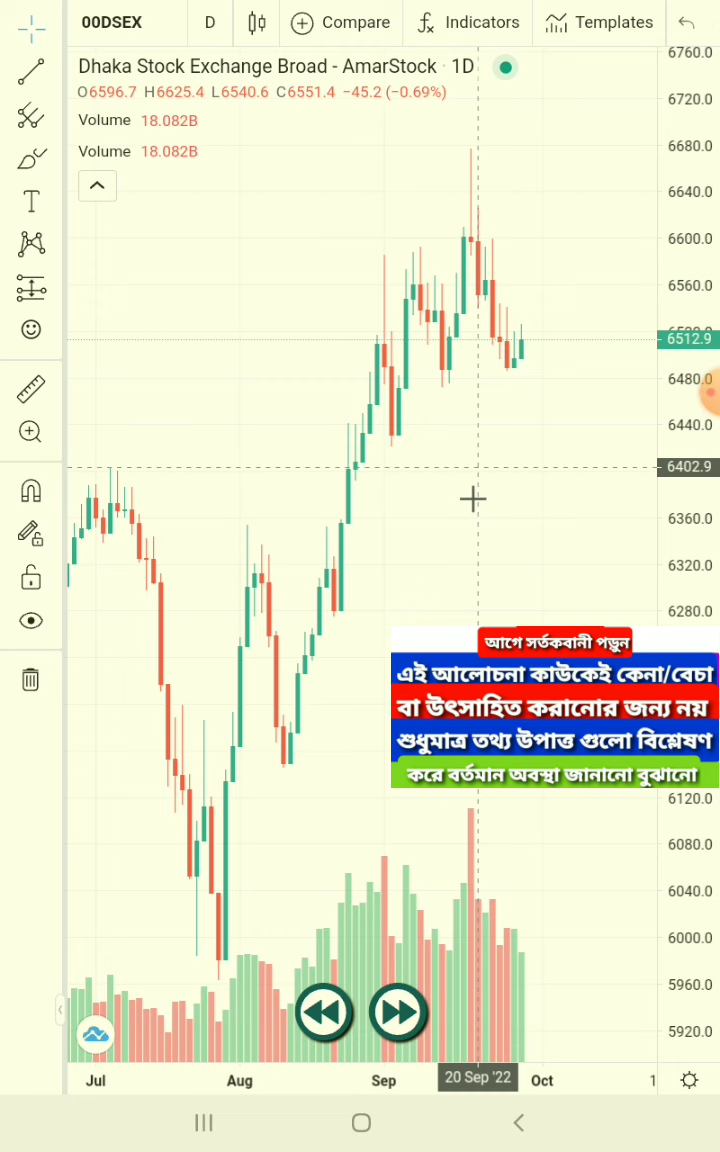 00DSEX D Compare Indicators Templates
Dhaka Stock Exchange Broad - AmarStock · 1D
O6596.7 H6625.4 L6540.6 C6551.4 −45.2 (−0.69%)
Volume 18.082B
Volume 18.082B
6760.0
6720.0
6680.0
6640.0
6600.0
6560.0
6512.9
6480.0
6440.0
6402.9
6360.0
6320.0
6280.0
আগে সর্তকবানী পড়ুন
এই আলোচনা কাউকেই কেনা/বেচা
বা উৎসাহিত করানোর জন্য নয়
শুধুমাত্র তথ্য উপাত্ত গুলো বিশ্লেষণ
করে বর্তমান অবস্থা জানানো বুঝানো
6120.0
6080.0
6040.0
6000.0
5960.0
5920.0
Jul Aug Sep 20 Sep '22 Oct 1